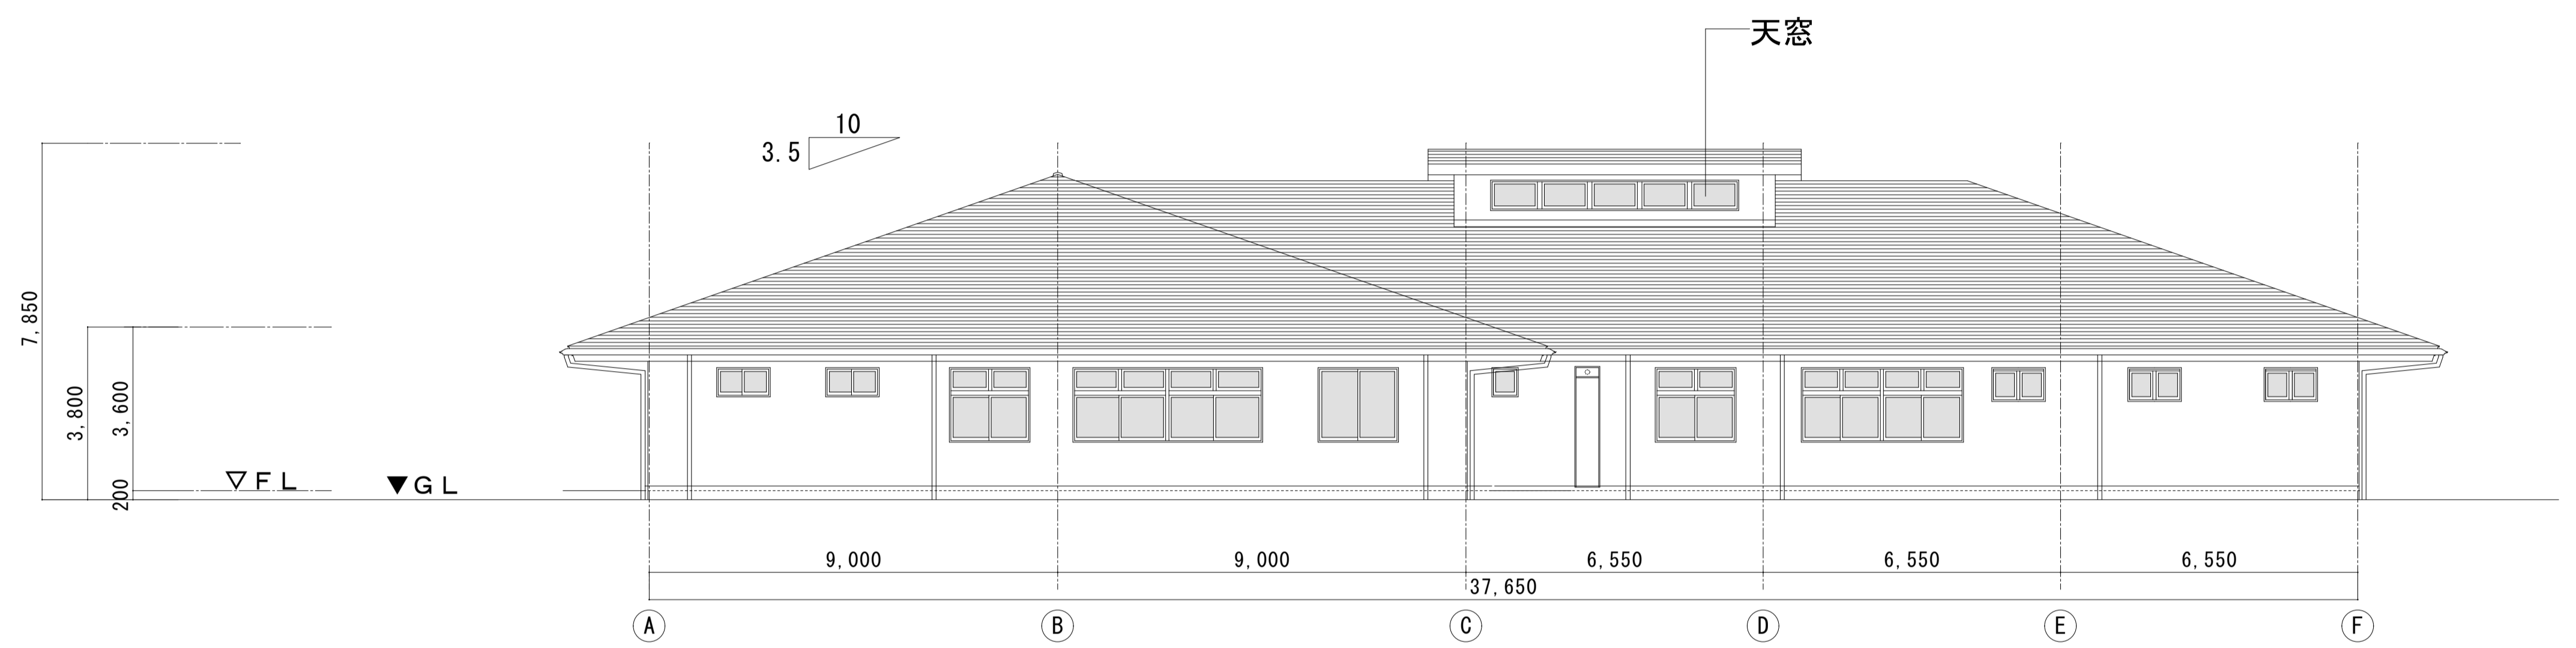 天窓
10
3.5
7,850
3,800
3,600
200
▽FL
▼GL
9,000 9,000 6,550 6,550 6,550
37,650
A B C D E F